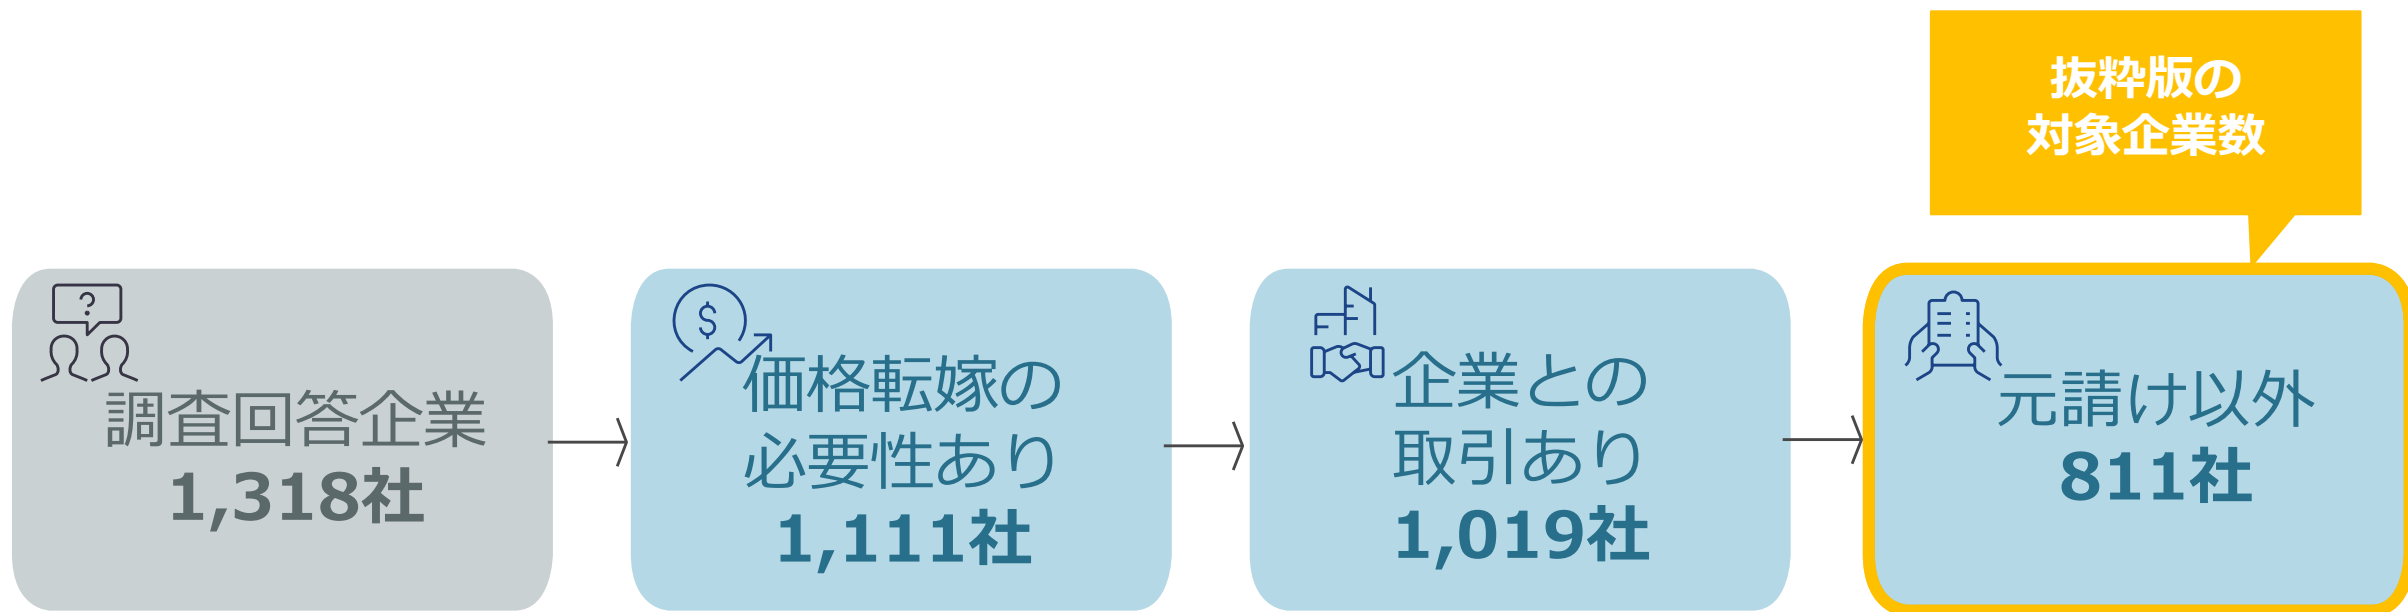 抜粋版の
対象企業数
?
調査回答企業
1,318社
$
価格転嫁の
必要性あり
1,111社
企業との
取引あり
1,019社
元請け以外
811社